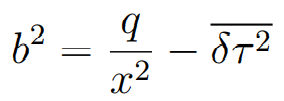 $b^2 = \frac{q}{x^2} - \overline{\delta\tau^2}$